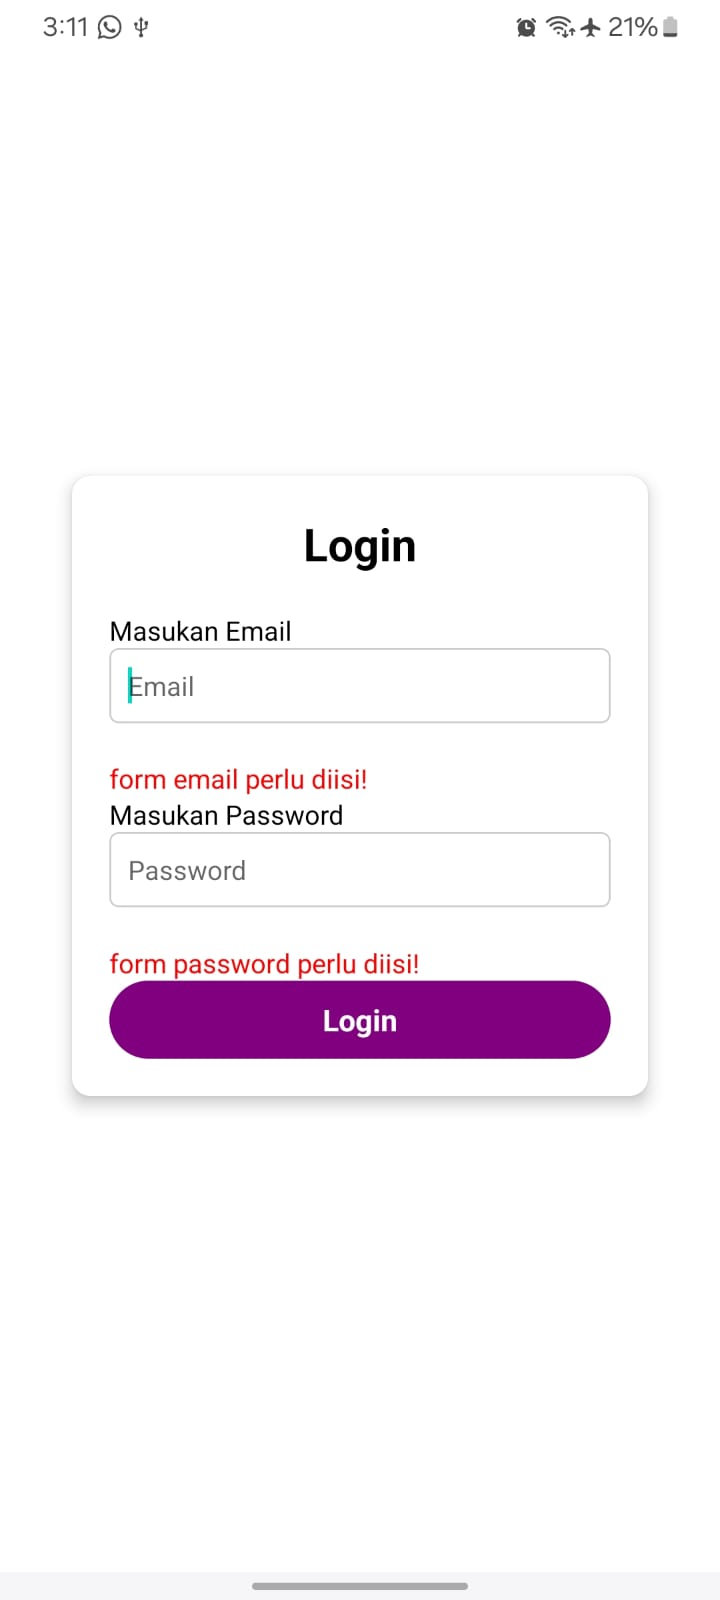 3:11
21%
Login
Masukan Email
Email
form email perlu diisi!
Masukan Password
Password
form password perlu diisi!
Login